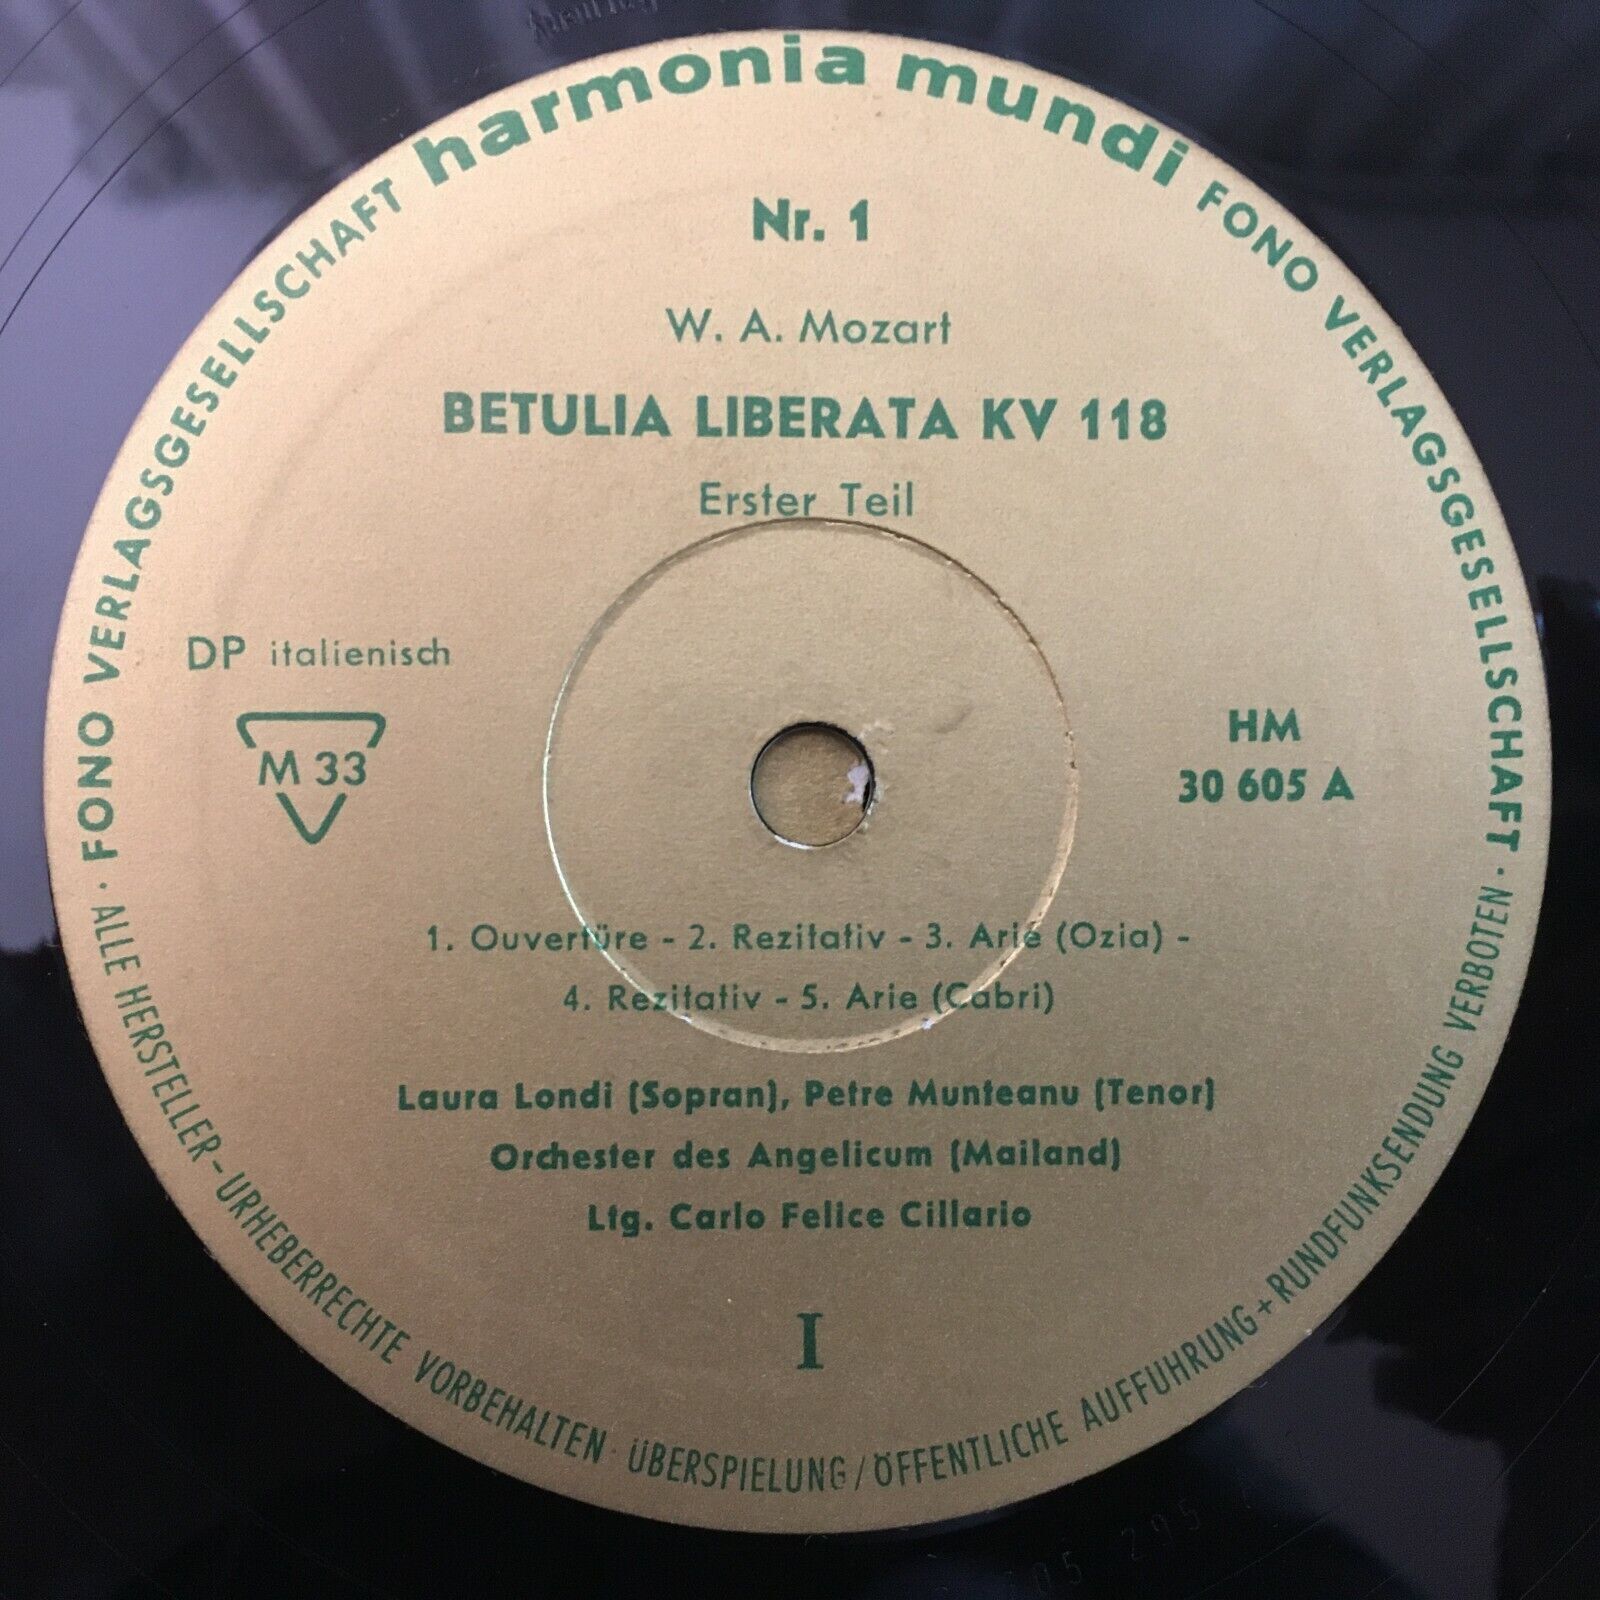 FONO VERLAGSGESELLSCHAFT harmonia mundi FONO VERLAGSGESELLSCHAFT ·
Nr. 1
W. A. Mozart
BETULIA LIBERATA KV 118
Erster Teil
DP italienisch
M 33
HM
30 605 A
1. Ouvertüre - 2. Rezitativ - 3. Arie (Ozia) -
4. Rezitativ - 5. Arie (Cabri)
Laura Londi (Sopran), Petre Munteanu (Tenor)
Orchester des Angelicum (Mailand)
Ltg. Carlo Felice Cillario
I
· ALLE HERSTELLER-URHEBERRECHTE VORBEHALTEN · ÜBERSPIELUNG/ÖFFENTLICHE AUFFUHRUNG+RUNDFUNKSENDUNG VERBOTEN ·